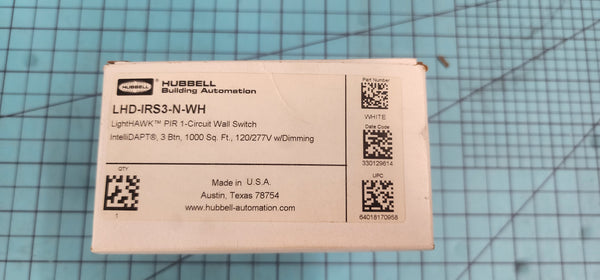 HUBBELL
HUBBELL
Building Automation
LHD-IRS3-N-WH
LightHAWK™ PIR 1-Circuit Wall Switch
IntelliDAPT®, 3 Btn, 1000 Sq. Ft., 120/277V w/Dimming
QTY
1
Made in U.S.A.
Austin, Texas 78754
www.hubbell-automation.com
Part Number
WHITE
Date Code
330129614
UPC
64018170958